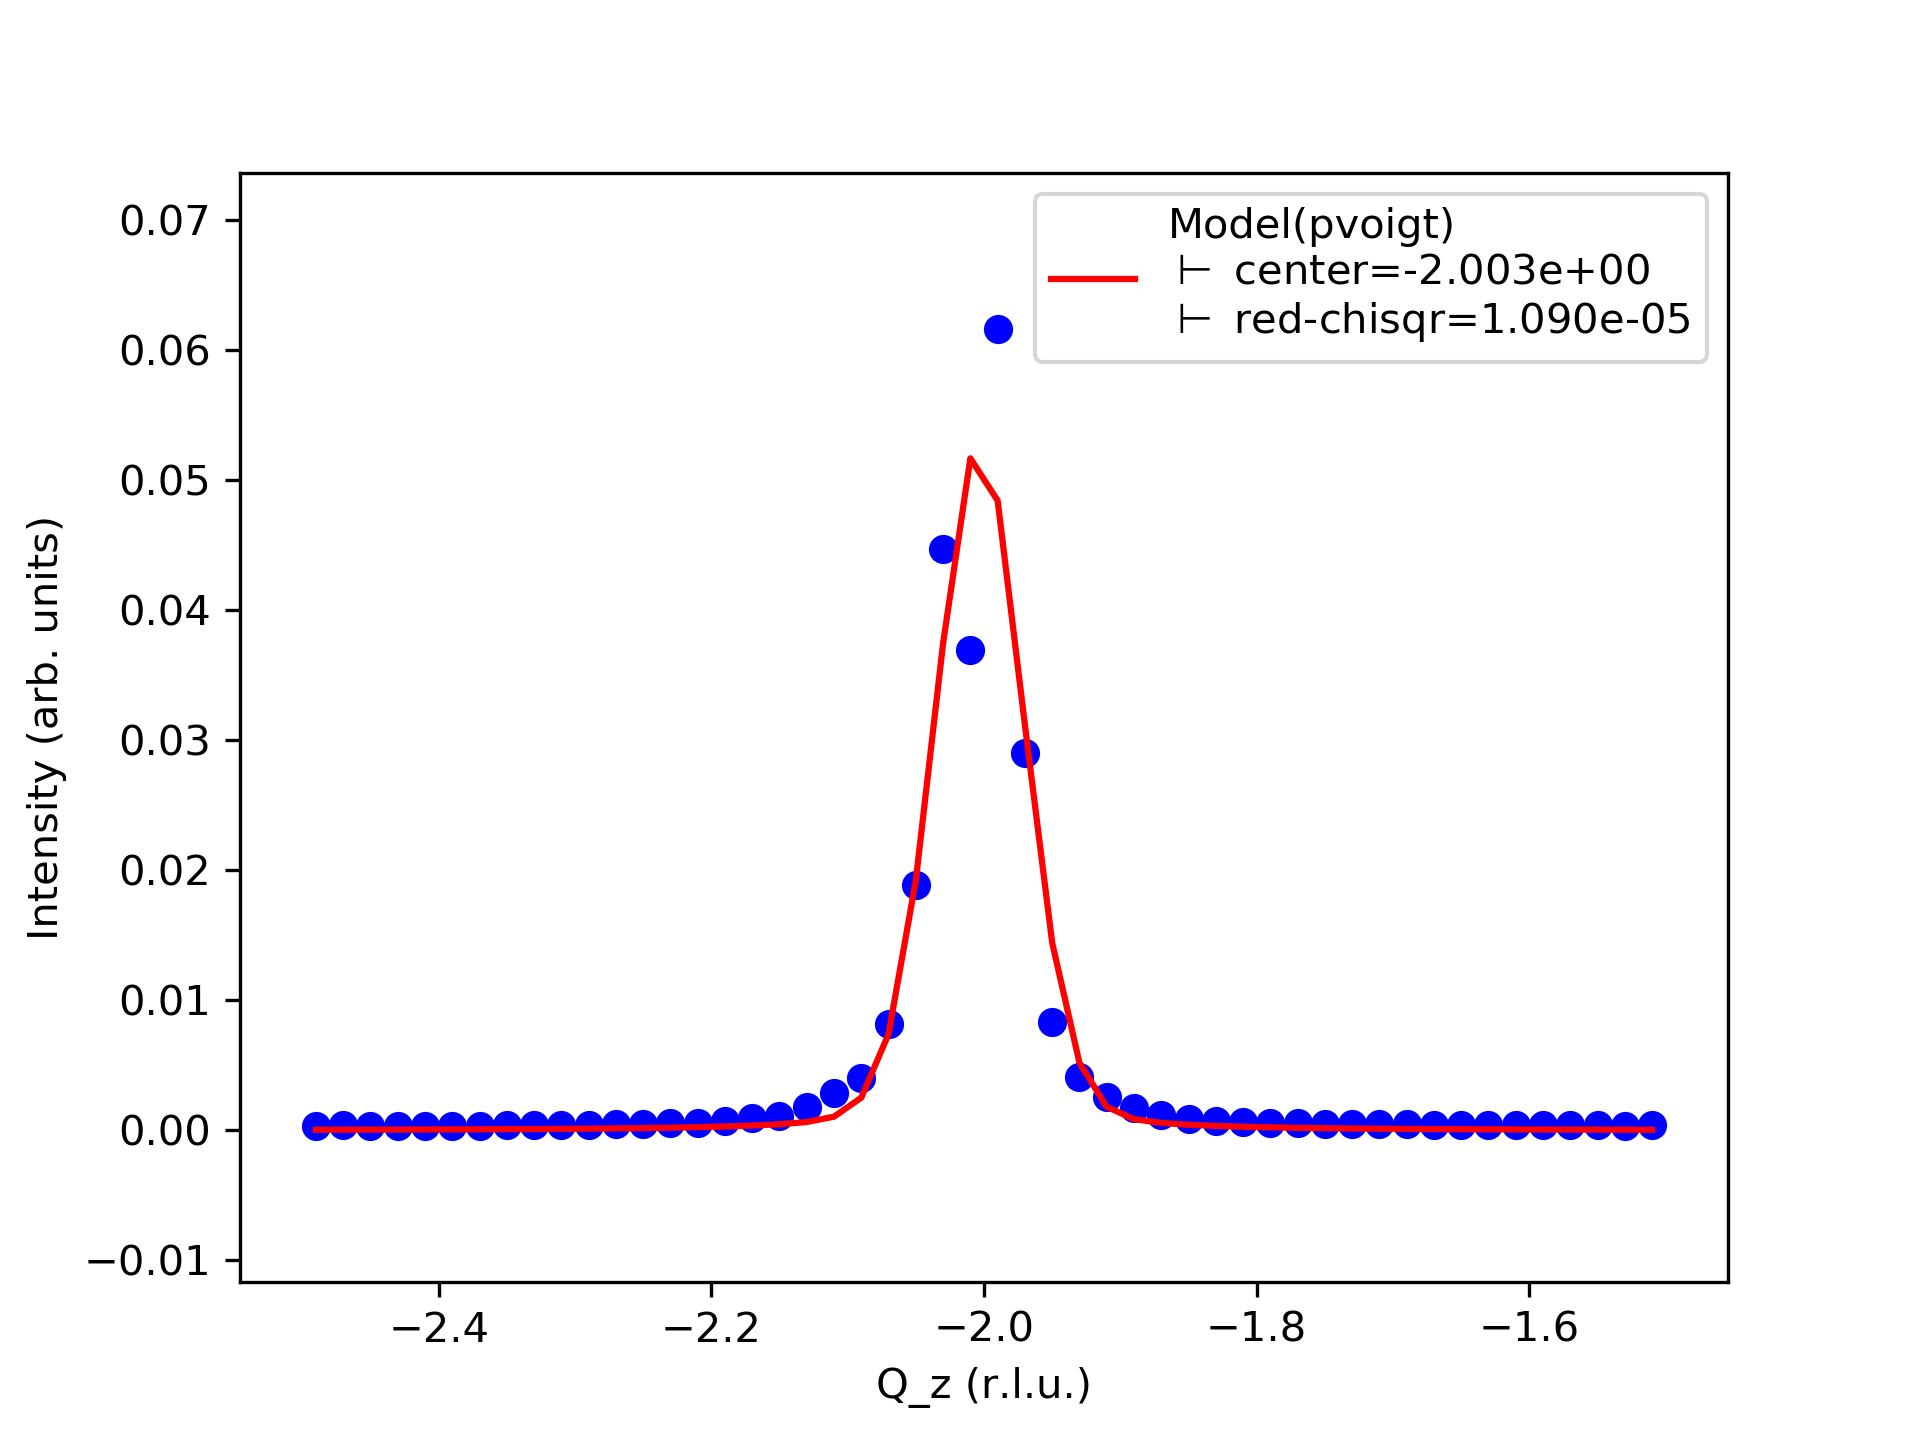 Model(pvoigt)
⊢ center=-2.003e+00
⊢ red-chisqr=1.090e-05
0.07
0.06
0.05
0.04
0.03
0.02
0.01
0.00
−0.01
Intensity (arb. units)
−2.4 −2.2 −2.0 −1.8 −1.6
Q_z (r.l.u.)